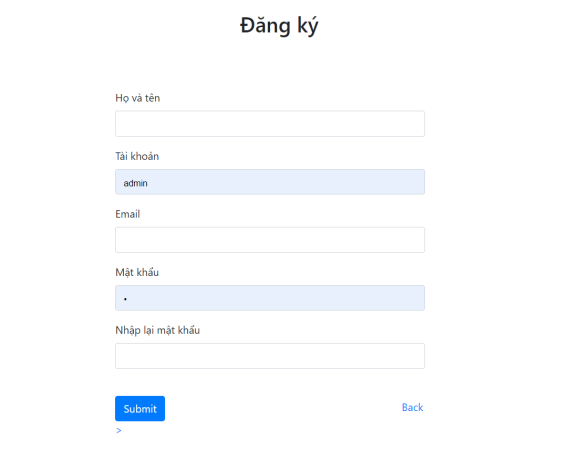 Đăng ký
Họ và tên
Tài khoản
admin
Email
Mật khẩu
•
Nhập lại mật khẩu
Submit
Back
>